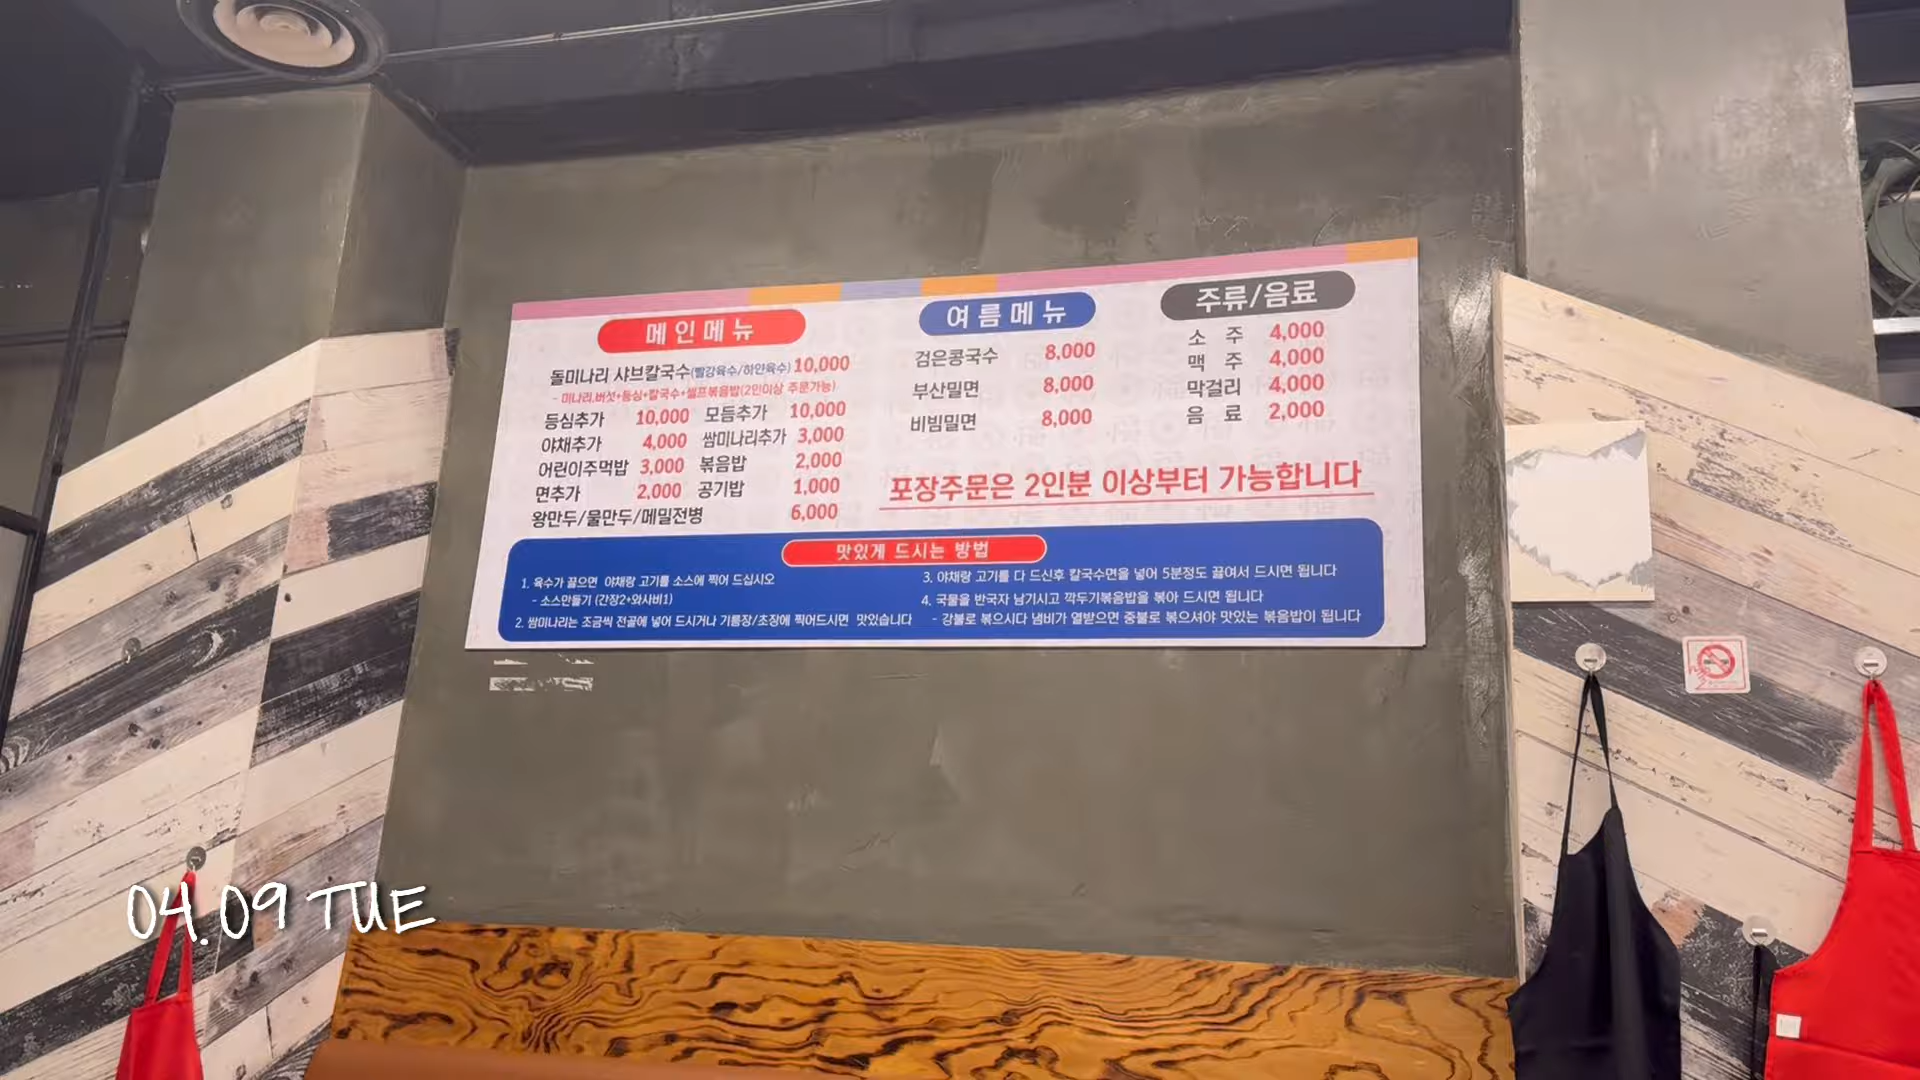 메인메뉴
돌미나리 샤브칼국수(빨강육수/하얀육수) 10,000
- 미나리.버섯+등심+칼국수+셀프볶음밥(2인이상 주문가능)
등심추가 10,000 모듬추가 10,000
야채추가 4,000 쌈미나리추가 3,000
어린이주먹밥 3,000 볶음밥 2,000
면추가 2,000 공기밥 1,000
왕만두/물만두/메밀전병 6,000
여름메뉴
검은콩국수 8,000
부산밀면 8,000
비빔밀면 8,000
주류/음료
소 주 4,000
맥 주 4,000
막걸리 4,000
음 료 2,000
포장주문은 2인분 이상부터 가능합니다
맛있게 드시는 방법
1. 육수가 끓으면 야채랑 고기를 소스에 찍어 드십시오
- 소스만들기 (간장2+와사비1)
2. 쌈미나리는 조금씩 전골에 넣어 드시거나 기름장/초장에 찍어드시면 맛있습니다
3. 야채랑 고기를 다 드신후 칼국수면을 넣어 5분정도 끓여서 드시면 됩니다
4. 국물을 반국자 남기시고 깍두기볶음밥을 볶아 드시면 됩니다
- 강불로 볶으시다 냄비가 열받으면 중불로 볶으셔야 맛있는 볶음밥이 됩니다
04.09 TUE